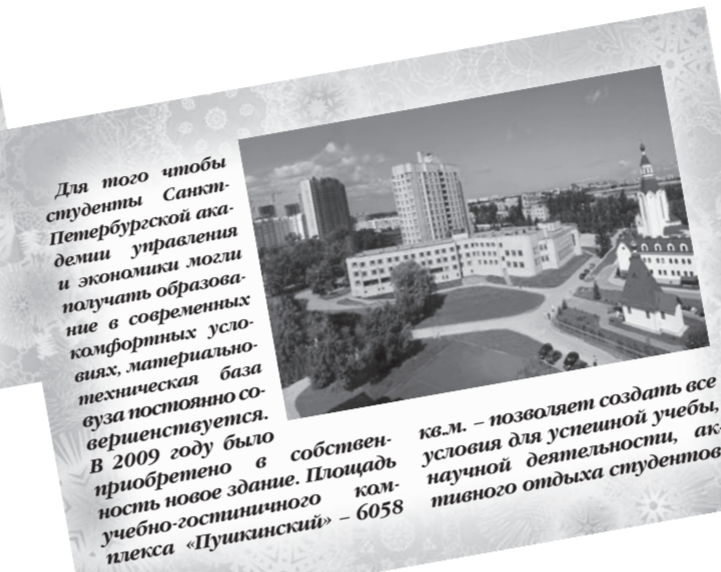 Для того чтобы
студенты Санкт-
Петербургской ака-
демии управления
и экономики могли
получать образова-
ние в современных
комфортных усло-
виях, материально-
техническая база
вуза постоянно со-
вершенствуется.
В 2009 году было
приобретено в собствен-
ность новое здание. Площадь
учебно-гостиничного ком-
плекса «Пушкинский» – 6058
кв.м. – позволяет создать все
условия для успешной учебы,
научной деятельности, ак-
тивного отдыха студентов